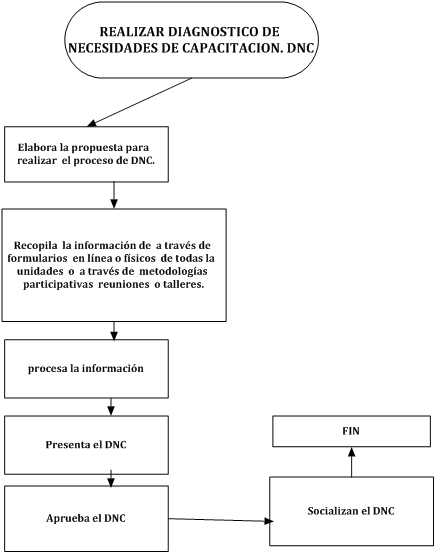 REALIZAR DIAGNOSTICO DE
NECESIDADES DE CAPACITACION. DNC
Elabora la propuesta para
realizar el proceso de DNC.
Recopila la información de a través de
formularios en línea o físicos de todas la
unidades o a través de metodologías
participativas reuniones o talleres.
procesa la información
Presenta el DNC
Aprueba el DNC
FIN
Socializan el DNC